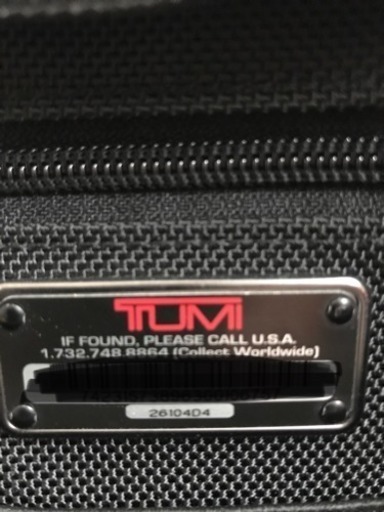 TUMI
IF FOUND, PLEASE CALL U.S.A.
1.732.748.8864 (Collect Worldwide)
26104D4